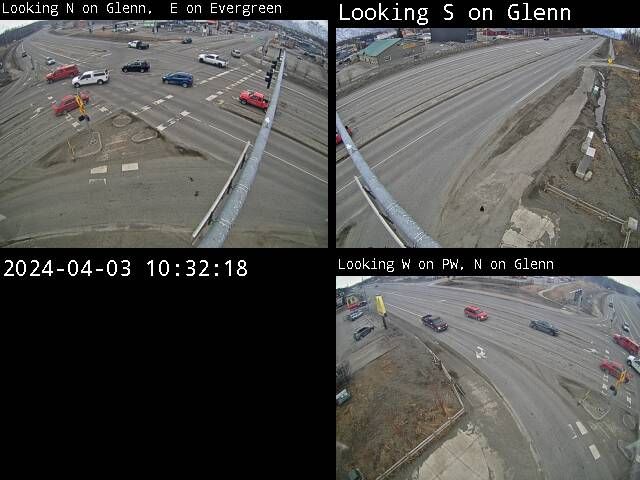 Looking N on Glenn,  E on Evergreen
Looking S on Glenn
2024-04-03 10:32:18
Looking W on PW, N on Glenn